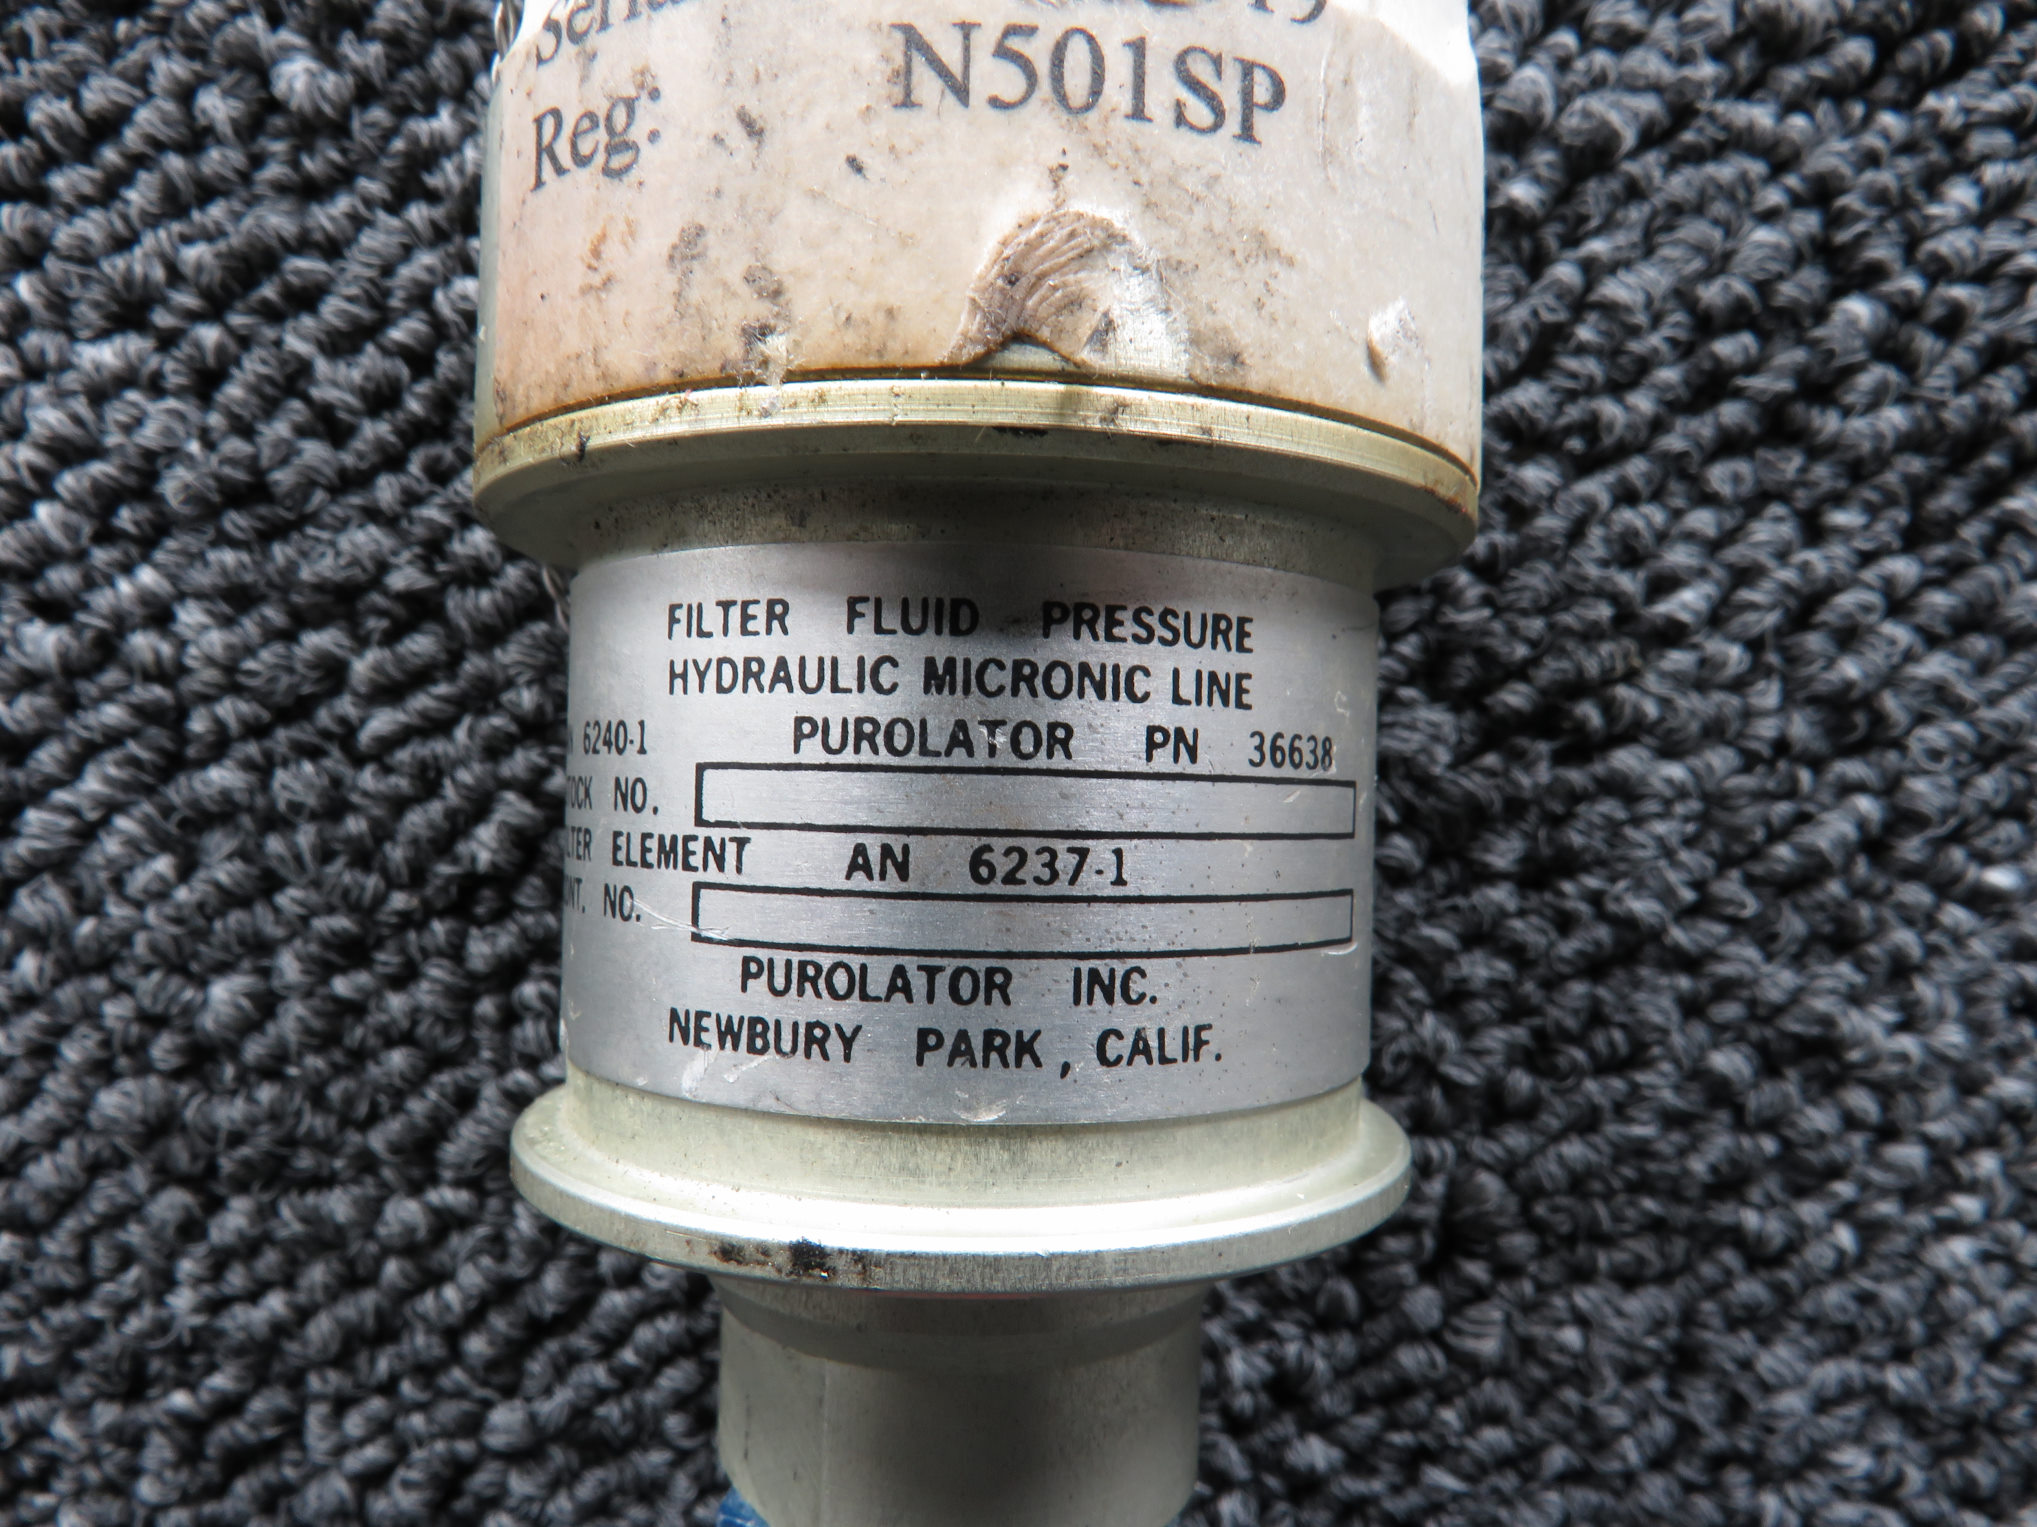 Reg: N501SP
FILTER FLUID PRESSURE
HYDRAULIC MICRONIC LINE
6240-1 PUROLATOR PN 36638
NO.
ELEMENT AN 6237-1
NO.
PUROLATOR INC.
NEWBURY PARK, CALIF.